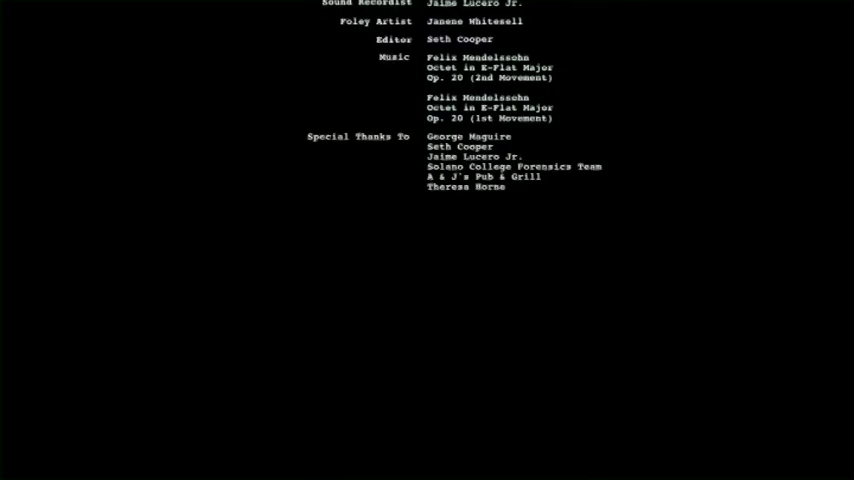 Sound Recordist Jaime Lucero Jr.
Foley Artist Janene Whitesell
Editor Seth Cooper
Music Felix Mendelssohn
Octet in E-Flat Major
Op. 20 (2nd Movement)
Felix Mendelssohn
Octet in E-Flat Major
Op. 20 (1st Movement)
Special Thanks To George Maguire
Seth Cooper
Jaime Lucero Jr.
Solano College Forensics Team
A & J's Pub & Grill
Theresa Horne